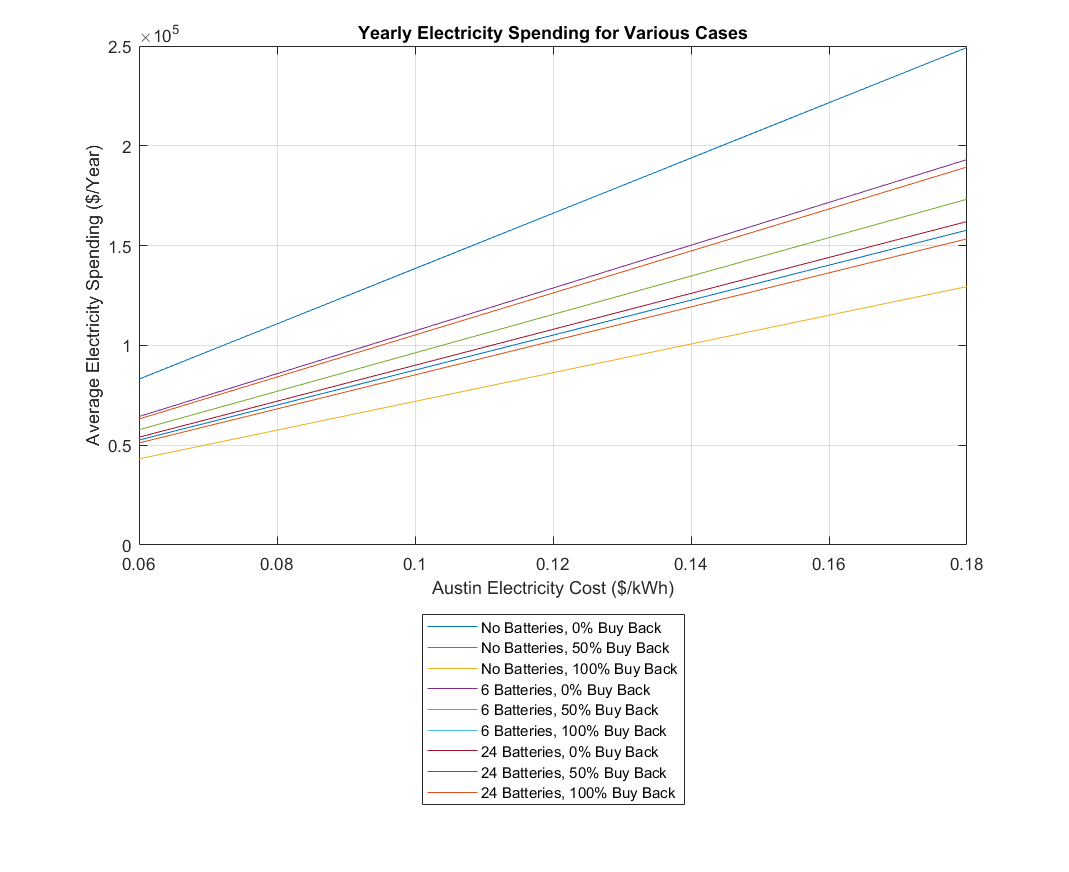 Yearly Electricity Spending for Various Cases
×10^5
2.5
2
1.5
1
0.5
0
Average Electricity Spending ($/Year)
0.06 0.08 0.1 0.12 0.14 0.16 0.18
Austin Electricity Cost ($/kWh)
No Batteries, 0% Buy Back
No Batteries, 50% Buy Back
No Batteries, 100% Buy Back
6 Batteries, 0% Buy Back
6 Batteries, 50% Buy Back
6 Batteries, 100% Buy Back
24 Batteries, 0% Buy Back
24 Batteries, 50% Buy Back
24 Batteries, 100% Buy Back